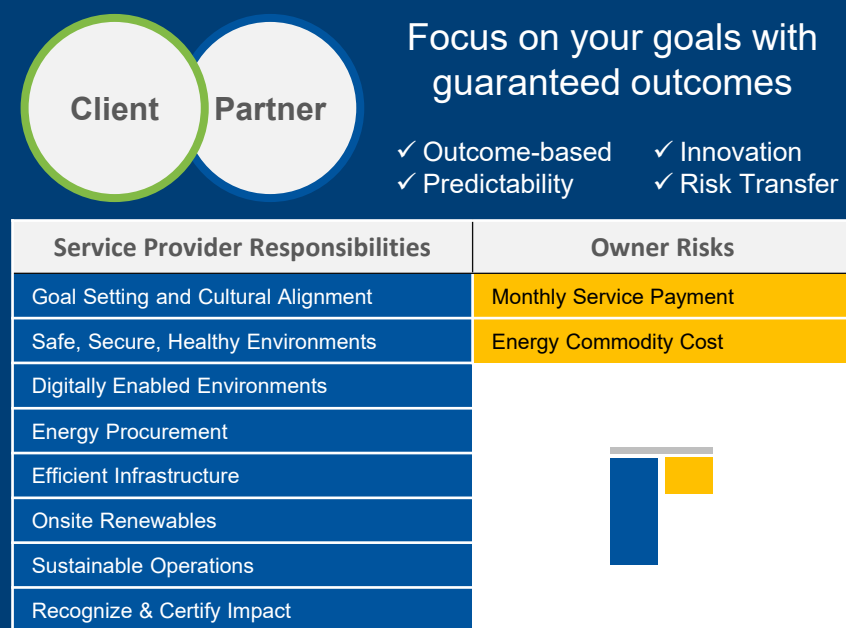 Client
Partner
Focus on your goals with
guaranteed outcomes
✓ Outcome-based
✓ Innovation
✓ Predictability
✓ Risk Transfer
Service Provider Responsibilities
Owner Risks
Goal Setting and Cultural Alignment
Monthly Service Payment
Safe, Secure, Healthy Environments
Energy Commodity Cost
Digitally Enabled Environments
Energy Procurement
Efficient Infrastructure
Onsite Renewables
Sustainable Operations
Recognize & Certify Impact